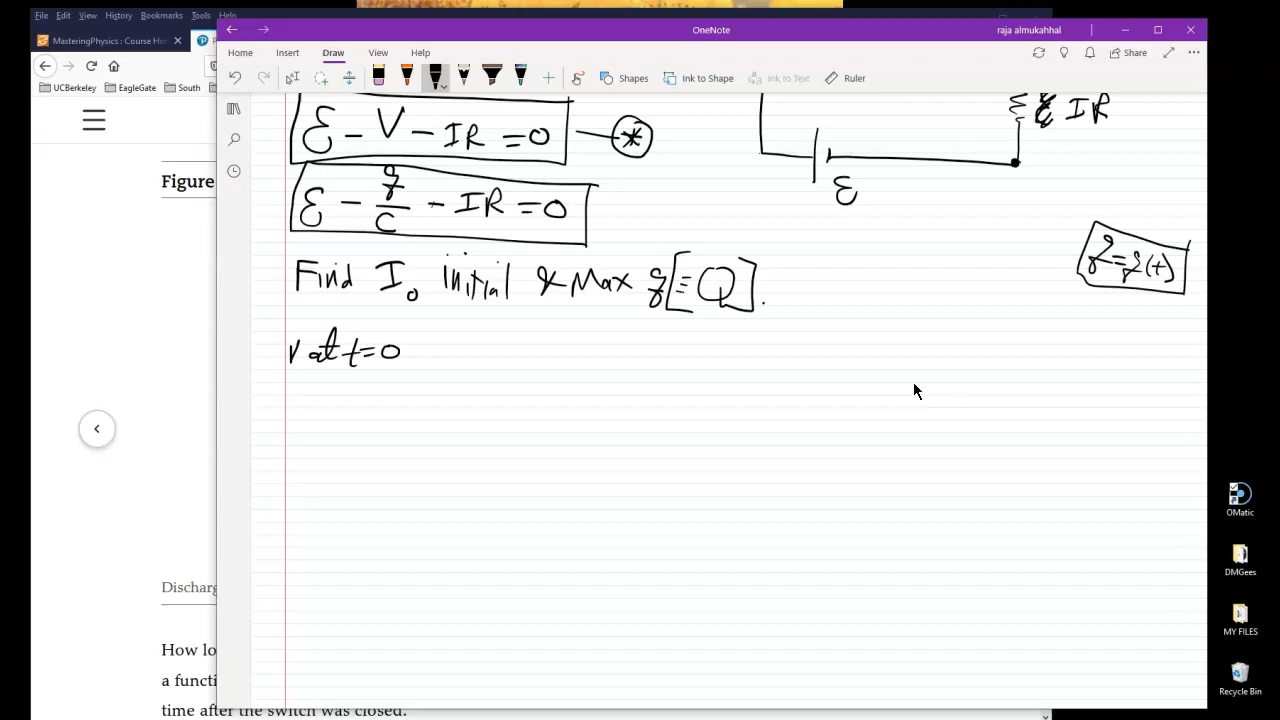 File Edit View History Bookmarks Tools Help
MasteringPhysics : Course Ho
UCBerkeley EagleGate South
OneNote
raja almukahhal
Home Insert Draw View Help
Share
Shapes Ink to Shape Ink to Text Ruler
ℰ – V – IR = 0 — *
IR
ℰ
ℰ – q/C – IR = 0
q = q(t)
Find I₀ initial & Max q [≡ Q].
at t = 0
Figure
Discharg
How lo
a functi
time after the switch was closed.
OMatic
DMGees
MY FILES
Recycle Bin